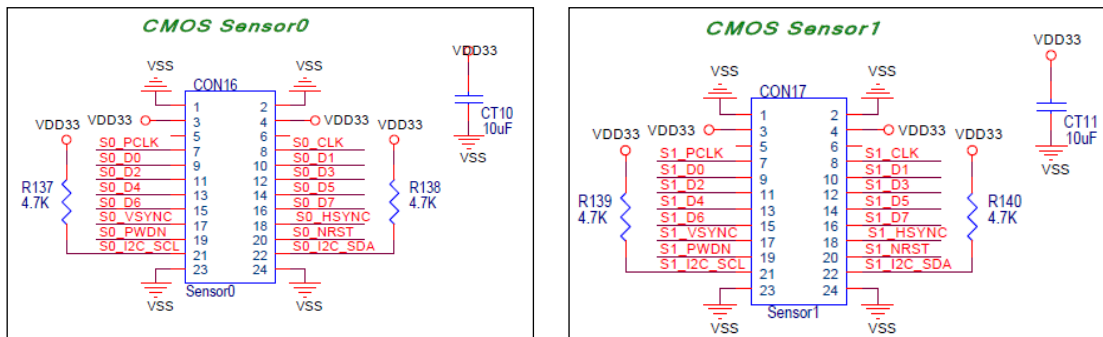 CMOS Sensor0
VDD33
VSS
VSS
CON16
CT10
10uF
VSS
1
2
VDD33
3
4
VDD33
VDD33
VDD33
5
6
S0_PCLK
7
8
S0_CLK
S0_D0
9
10
S0_D1
S0_D2
11
12
S0_D3
R137
4.7K
S0_D4
13
14
S0_D5
R138
4.7K
S0_D6
15
16
S0_D7
S0_VSYNC
17
18
S0_HSYNC
S0_PWDN
19
20
S0_NRST
S0_I2C_SCL
21
22
S0_I2C_SDA
23
24
VSS
Sensor0
VSS
CMOS Sensor1
VDD33
VSS
VSS
CON17
CT11
10uF
VSS
1
2
VDD33
3
4
VDD33
VDD33
VDD33
5
6
S1_PCLK
7
8
S1_CLK
S1_D0
9
10
S1_D1
S1_D2
11
12
S1_D3
R139
4.7K
S1_D4
13
14
S1_D5
R140
4.7K
S1_D6
15
16
S1_D7
S1_VSYNC
17
18
S1_HSYNC
S1_PWDN
19
20
S1_NRST
S1_I2C_SCL
21
22
S1_I2C_SDA
23
24
VSS
Sensor1
VSS